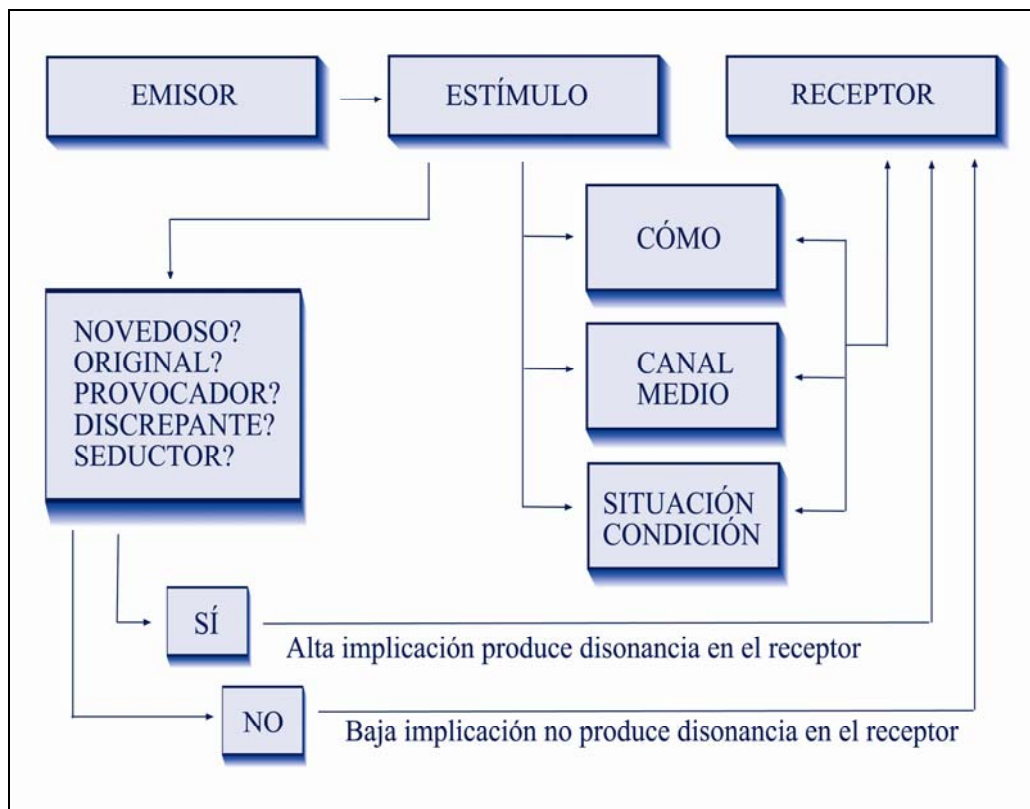 EMISOR
ESTÍMULO
RECEPTOR
CÓMO
NOVEDOSO?
ORIGINAL?
PROVOCADOR?
DISCREPANTE?
SEDUCTOR?
CANAL
MEDIO
SITUACIÓN
CONDICIÓN
SÍ
Alta implicación produce disonancia en el receptor
NO
Baja implicación no produce disonancia en el receptor